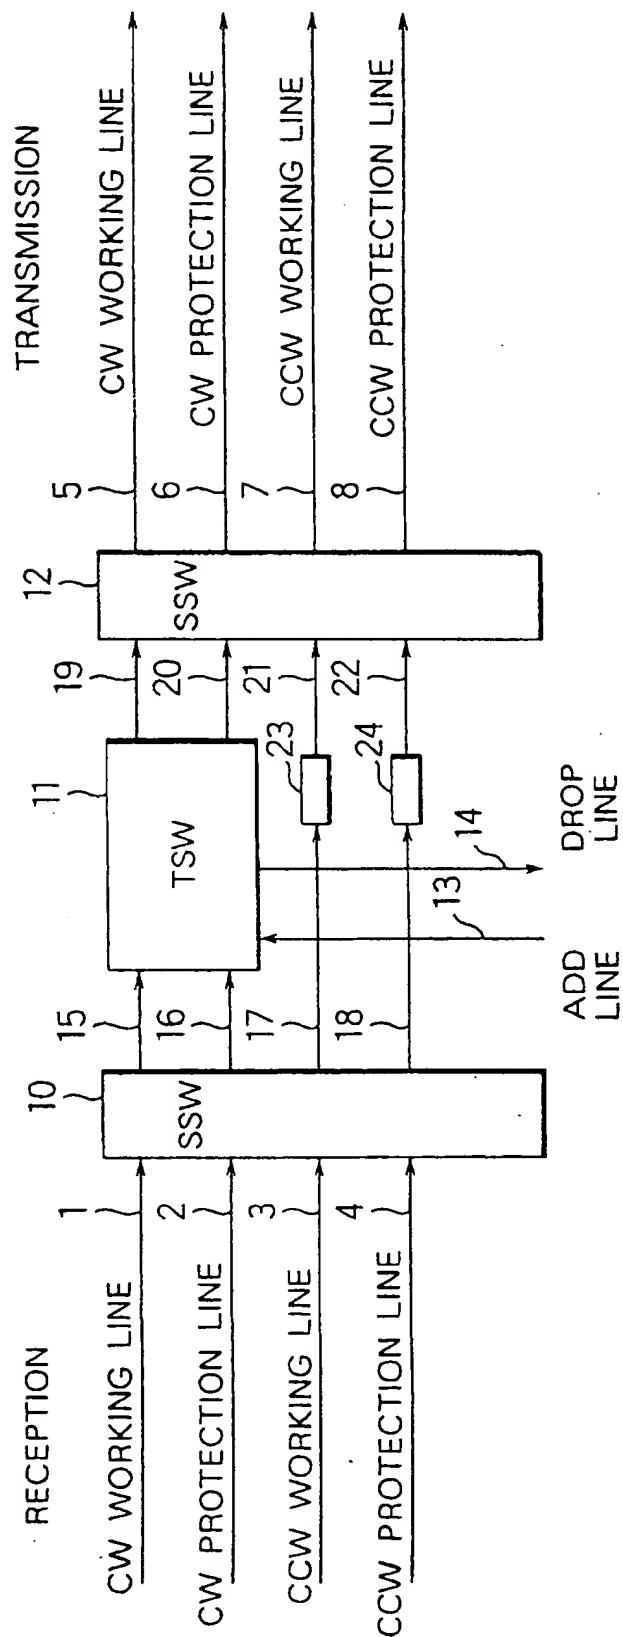 RECEPTION
TRANSMISSION
CW WORKING LINE
1
10
15
11
19
12
5
CW WORKING LINE
CW PROTECTION LINE
2
SSW
16
TSW
20
SSW
6
CW PROTECTION LINE
CCW WORKING LINE
3
17
23
21
7
CCW WORKING LINE
CCW PROTECTION LINE
4
18
24
22
8
CCW PROTECTION LINE
13
14
ADD
LINE
DROP
LINE